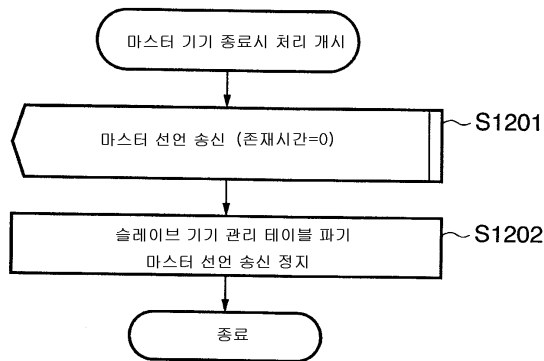 마스터 기기 종료시 처리 개시
마스터 선언 송신 (존재시간=0)
S1201
슬레이브 기기 관리 테이블 파기
마스터 선언 송신 정지
S1202
종료